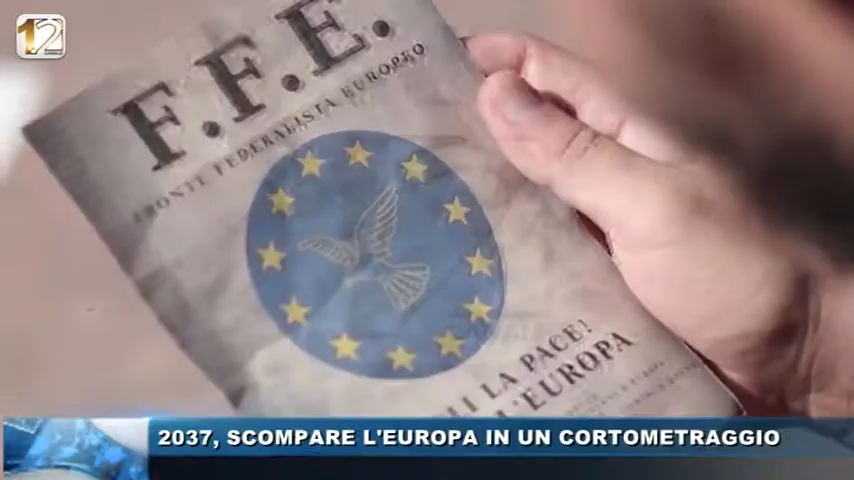 12
F.F.E.
FRONTE FEDERALISTA EUROPEO
LA PACE!
L'EUROPA
2037, SCOMPARE L'EUROPA IN UN CORTOMETRAGGIO